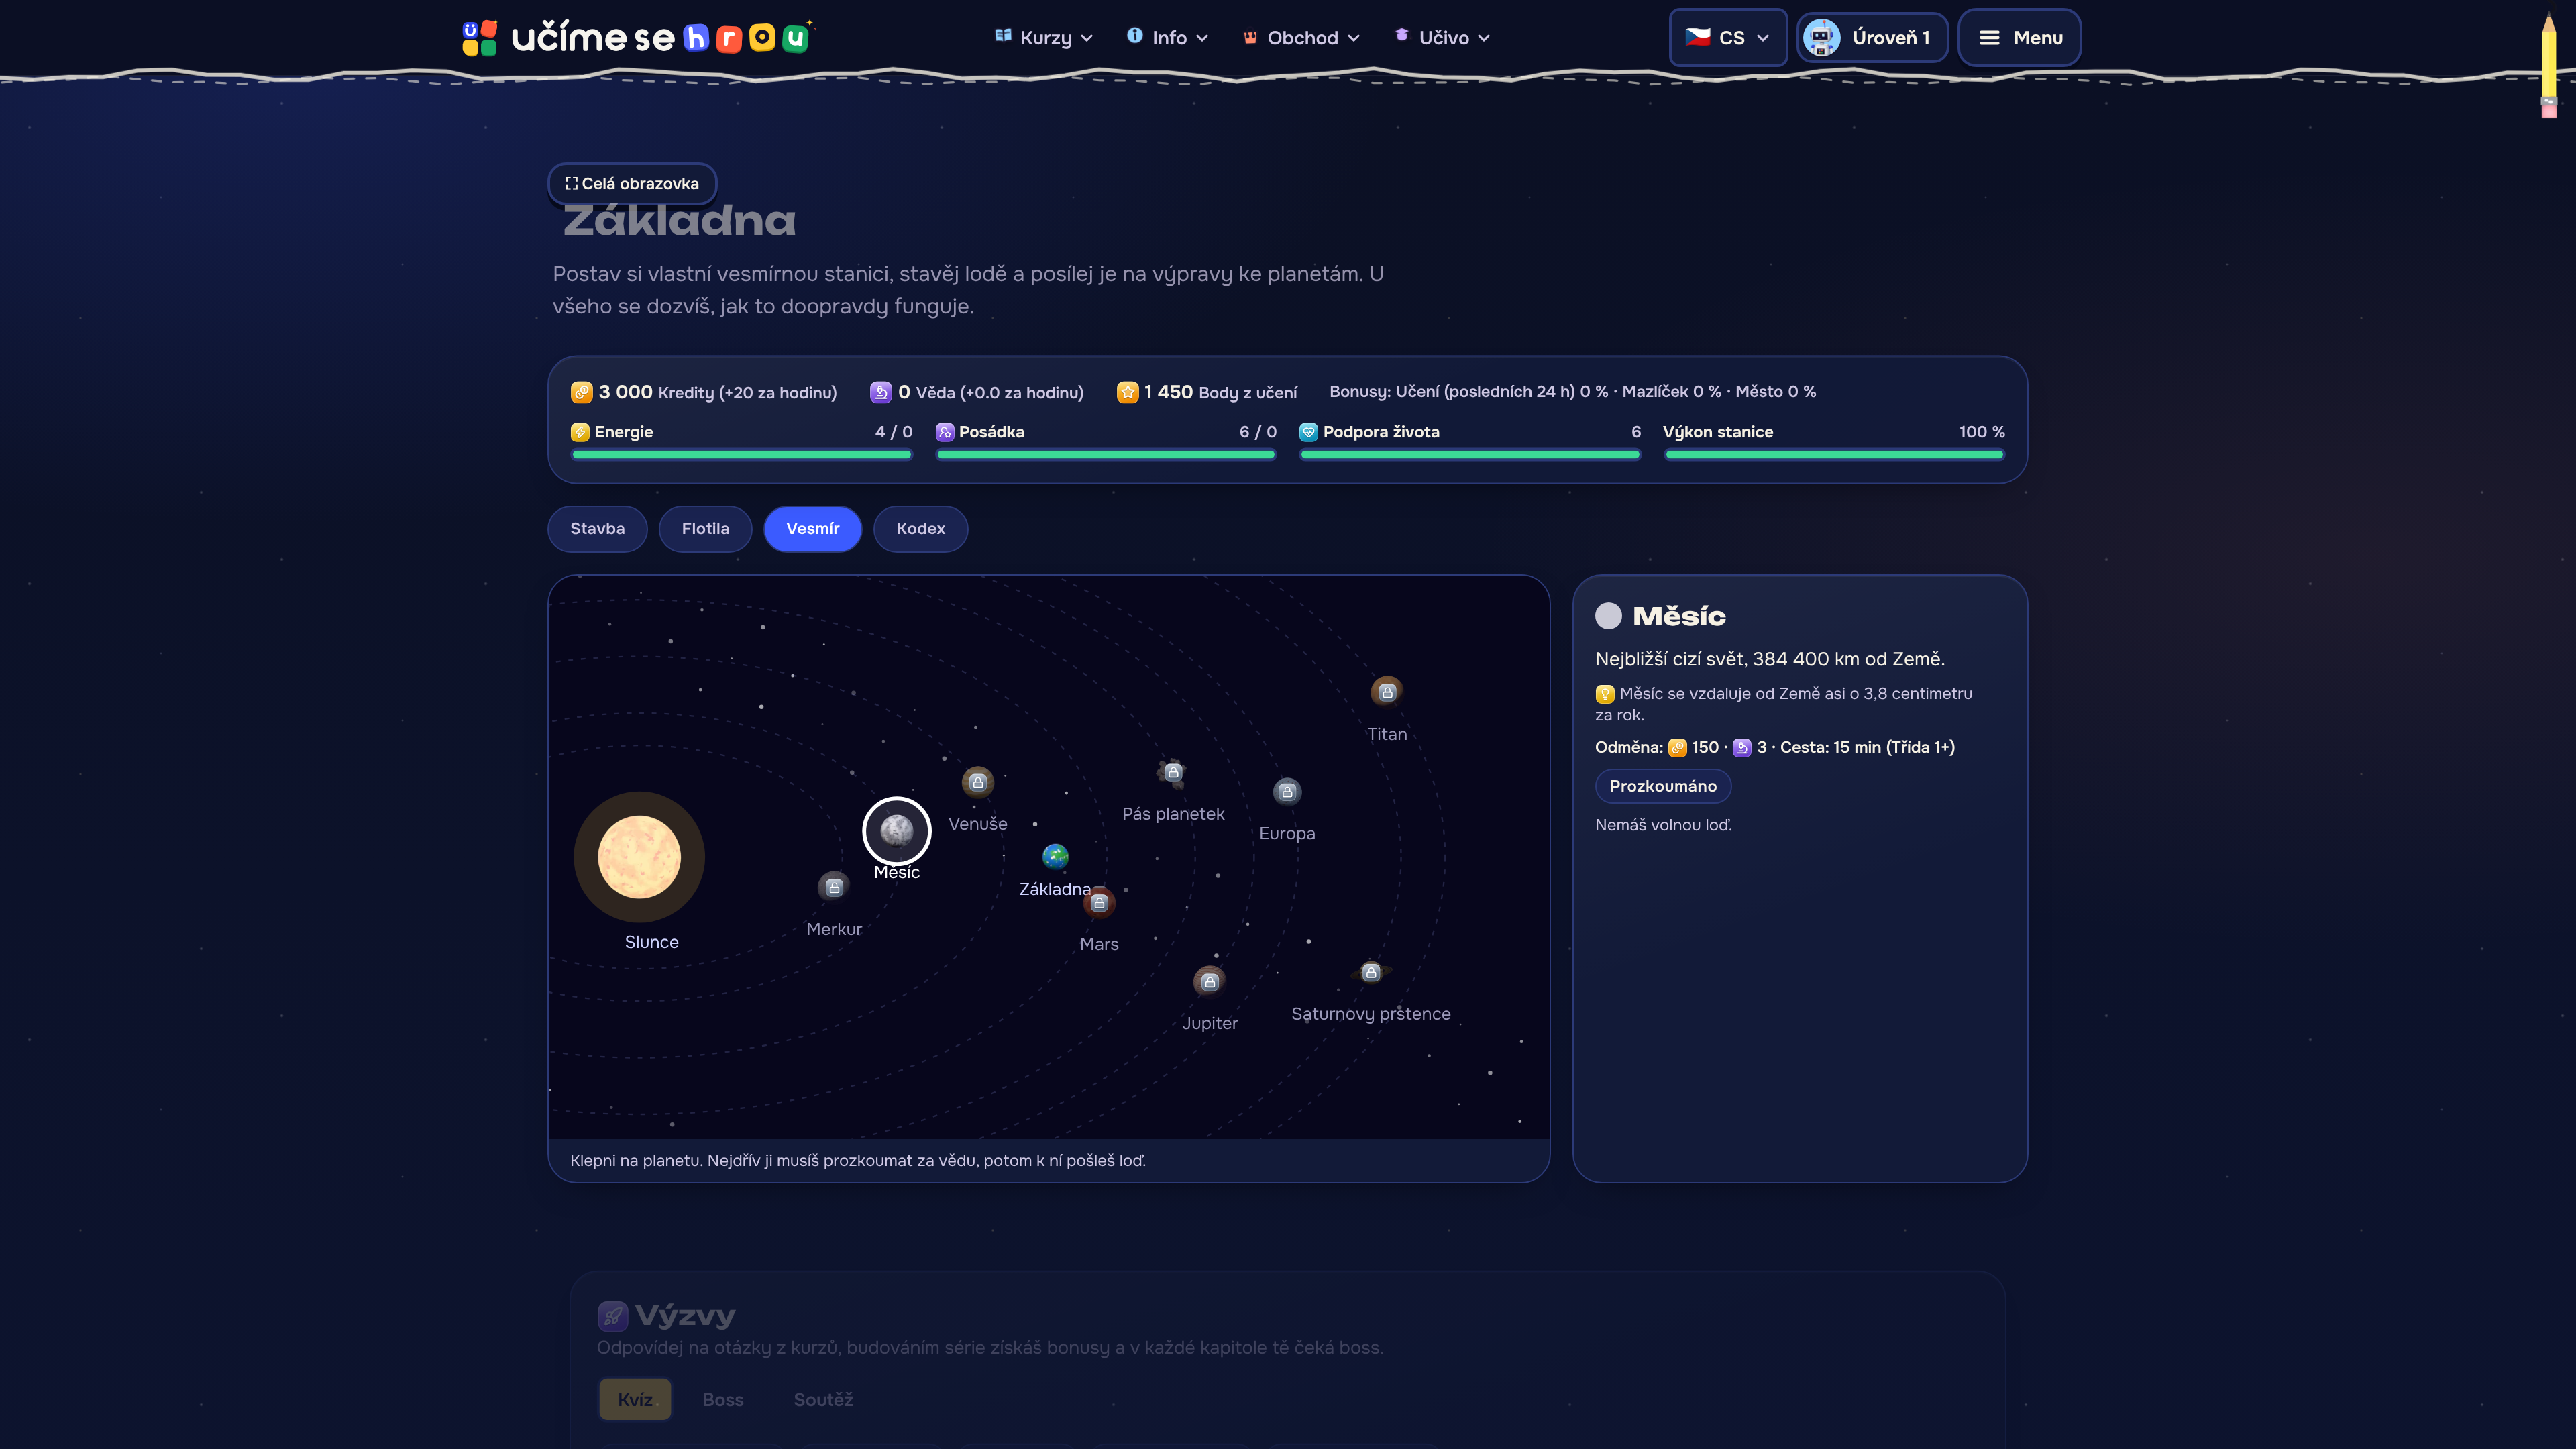 učíme se hrou
Kurzy
Info
Obchod
Učivo
CS
Úroveň 1
Menu
Celá obrazovka
Základna
Postav si vlastní vesmírnou stanici, stavěj lodě a posílej je na výpravy ke planetám. U
všeho se dozvíš, jak to doopravdy funguje.
3 000 Kredity (+20 za hodinu)
0 Věda (+0.0 za hodinu)
1 450 Body z učení
Bonusy: Učení (posledních 24 h) 0 % · Mazlíček 0 % · Město 0 %
Energie 4 / 0
Posádka 6 / 0
Podpora života 6
Výkon stanice 100 %
Stavba
Flotila
Vesmír
Kodex
Titan
Pás planetek
Venuše
Europa
Měsíc
Základna
Merkur
Slunce
Mars
Jupiter
Saturnovy prstence
Klepni na planetu. Nejdřív ji musíš prozkoumat za vědu, potom k ní pošleš loď.
Měsíc
Nejbližší cizí svět, 384 400 km od Země.
Měsíc se vzdaluje od Země asi o 3,8 centimetru
za rok.
Odměna: 150 · 3 · Cesta: 15 min (Třída 1+)
Prozkoumáno
Nemáš volnou loď.
Výzvy
Odpovídej na otázky z kurzů, budováním série získáš bonusy a v každé kapitole tě čeká boss.
Kvíz
Boss
Soutěž